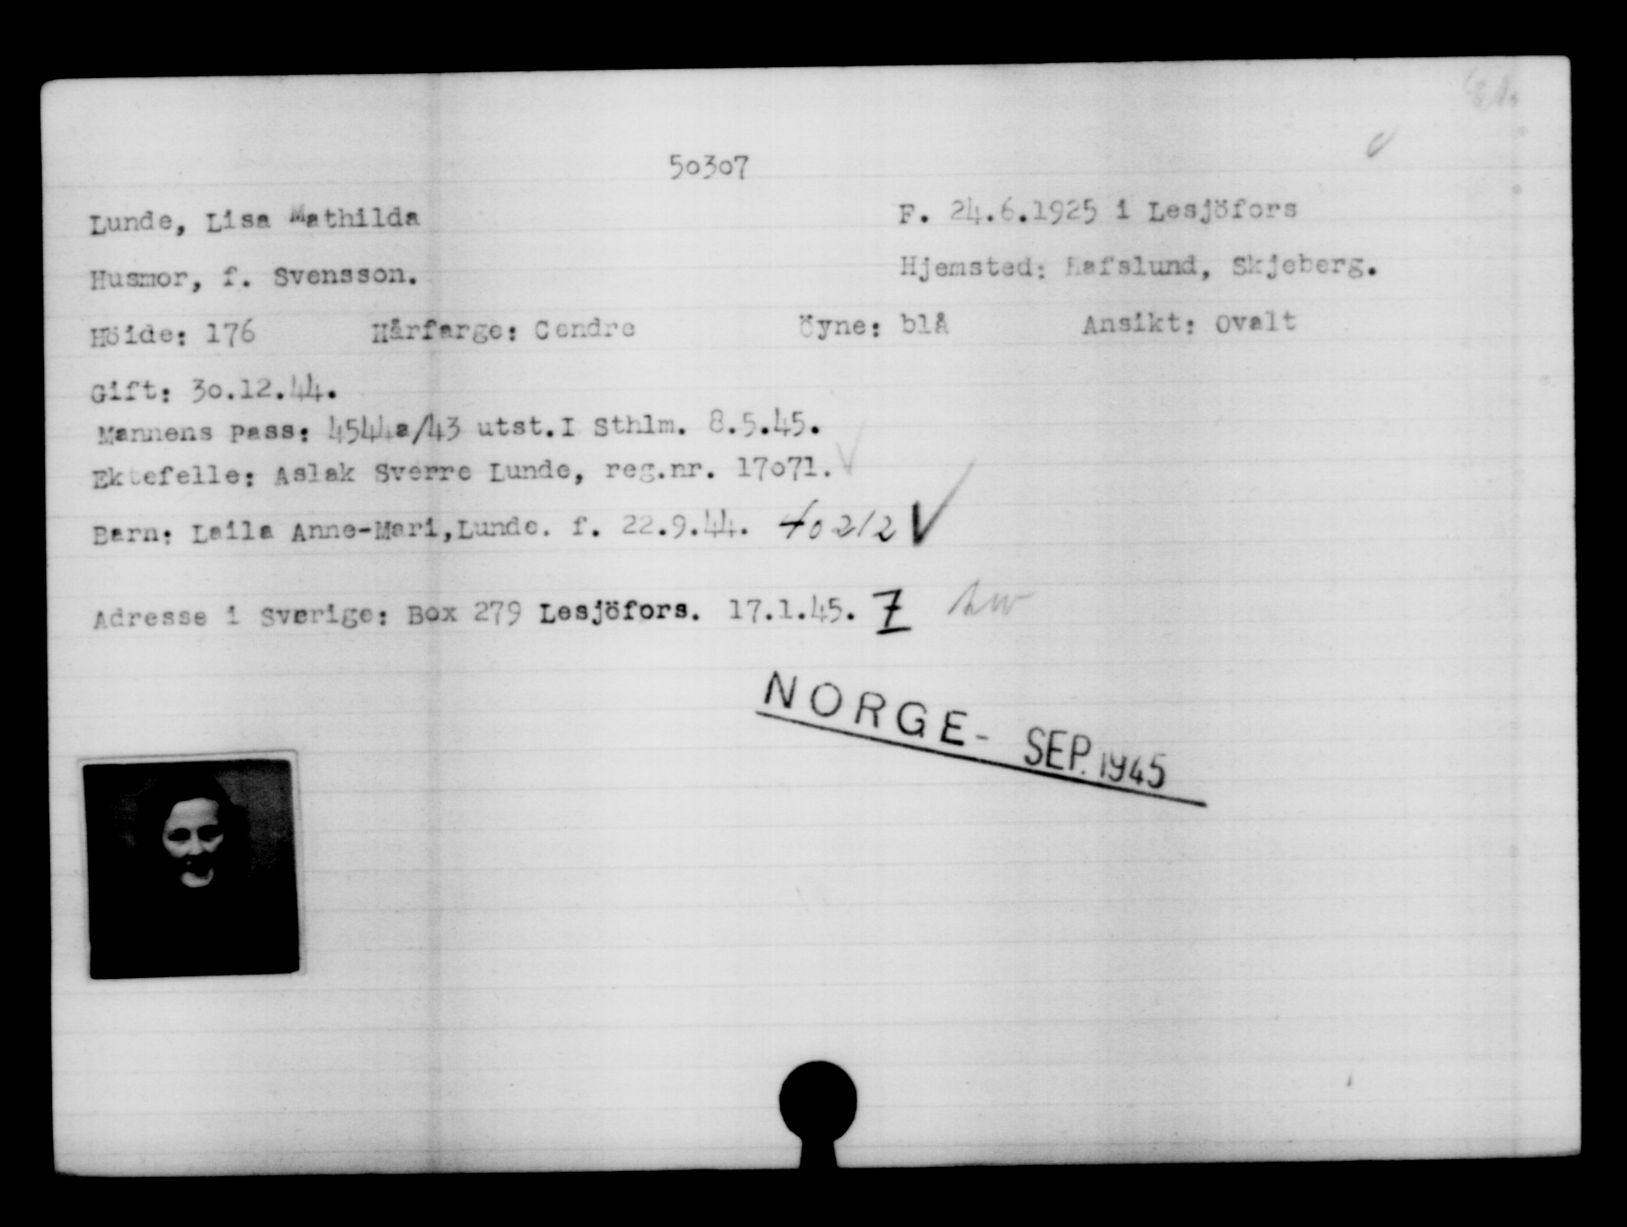 50307
Lunde, Lisa Mathilda F. 24.6.1925 i Lesjöfors
Husmor, f. Svensson. Hjemsted: Hafslund, Skjeberg.
Höide: 176 Hårfarge: Cendre Öyne: blå Ansikt: Ovalt
Gift: 30.12.44.
Mannens Pass: 4544a/43 utst.I Sthlm. 8.5.45.
Ektefelle: Aslak Sverre Lunde, reg.nr. 17071.
Barn: Laila Anne-Mari,Lunde. f. 22.9.44. 40212
Adresse i Sverige: Box 279 Lesjöfors. 17.1.45. 7
NORGE - SEP. 1945